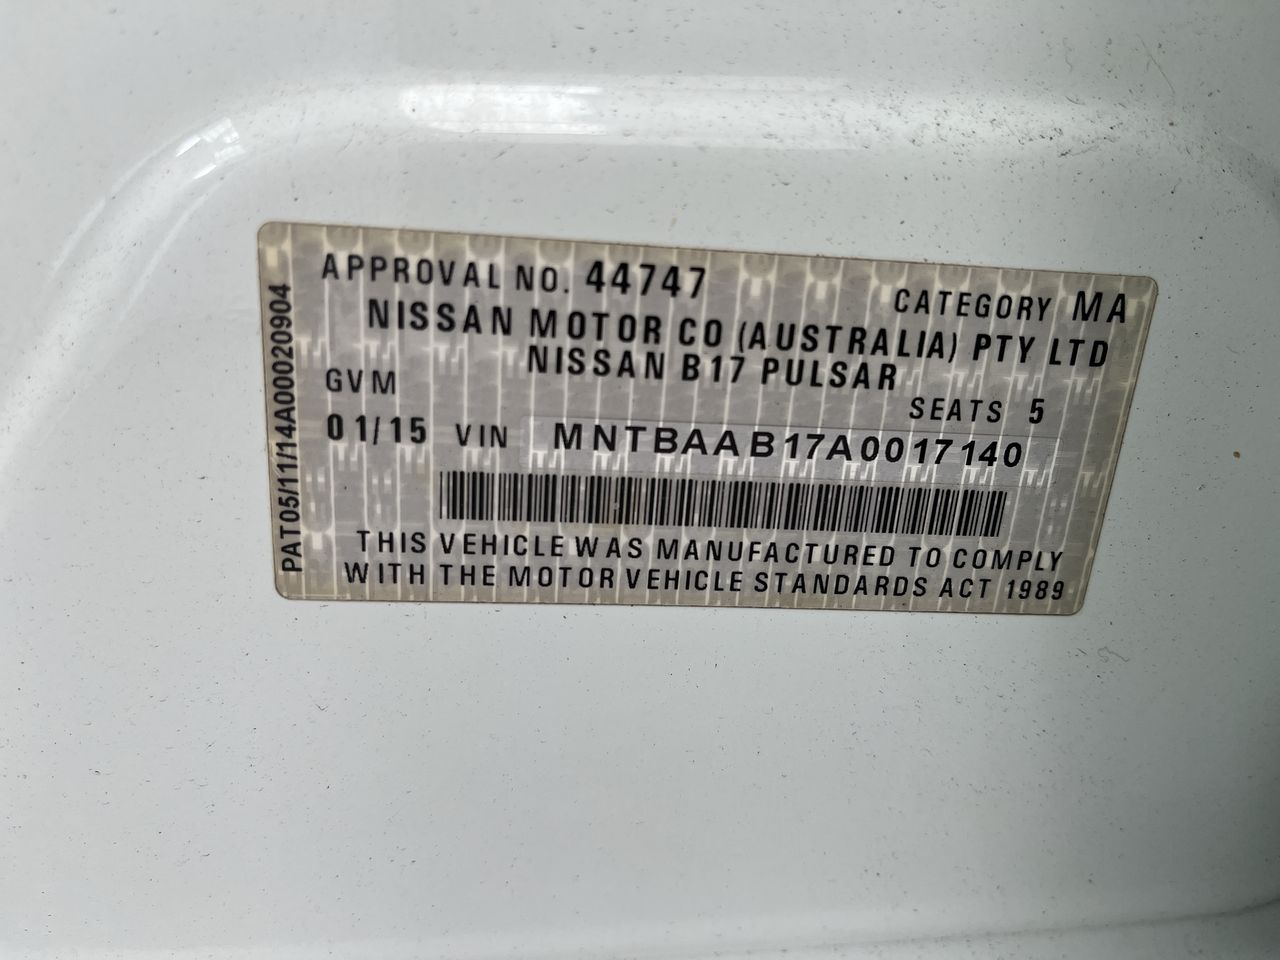 APPROVAL NO. 44747
CATEGORY MA
NISSAN MOTOR CO (AUSTRALIA) PTY LTD
NISSAN B17 PULSAR
GVM
SEATS 5
01/15 VIN MNTBAAB17A0017140
THIS VEHICLE WAS MANUFACTURED TO COMPLY
WITH THE MOTOR VEHICLE STANDARDS ACT 1989
PAT05/11/14A000020904